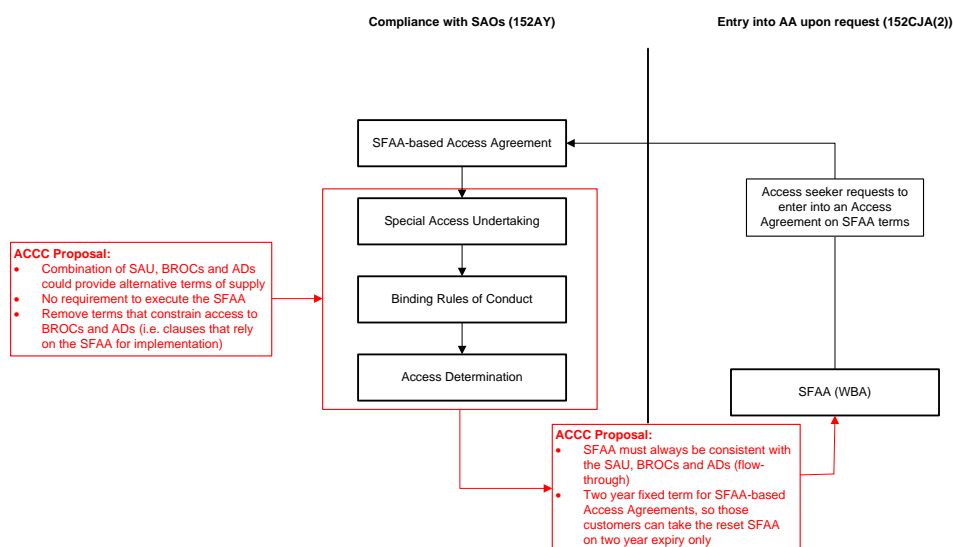 Compliance with SAOs (152AY)
Entry into AA upon request (152CJA(2))
SFAA-based Access Agreement
Access seeker requests to
enter into an Access
Agreement on SFAA terms
Special Access Undertaking
ACCC Proposal:
• Combination of SAU, BROCs and ADs
could provide alternative terms of supply
• No requirement to execute the SFAA
• Remove terms that constrain access to
BROCs and ADs (i.e. clauses that rely
on the SFAA for implementation)
Binding Rules of Conduct
Access Determination
SFAA (WBA)
ACCC Proposal:
• SFAA must always be consistent with
the SAU, BROCs and ADs (flow-
through)
• Two year fixed term for SFAA-based
Access Agreements, so those
customers can take the reset SFAA
on two year expiry only